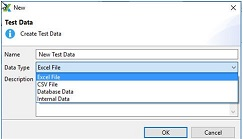 New
Test Data
Create Test Data
Name New Test Data
Data Type Excel File
Description Excel File
CSV File
Database Data
Internal Data
OK Cancel